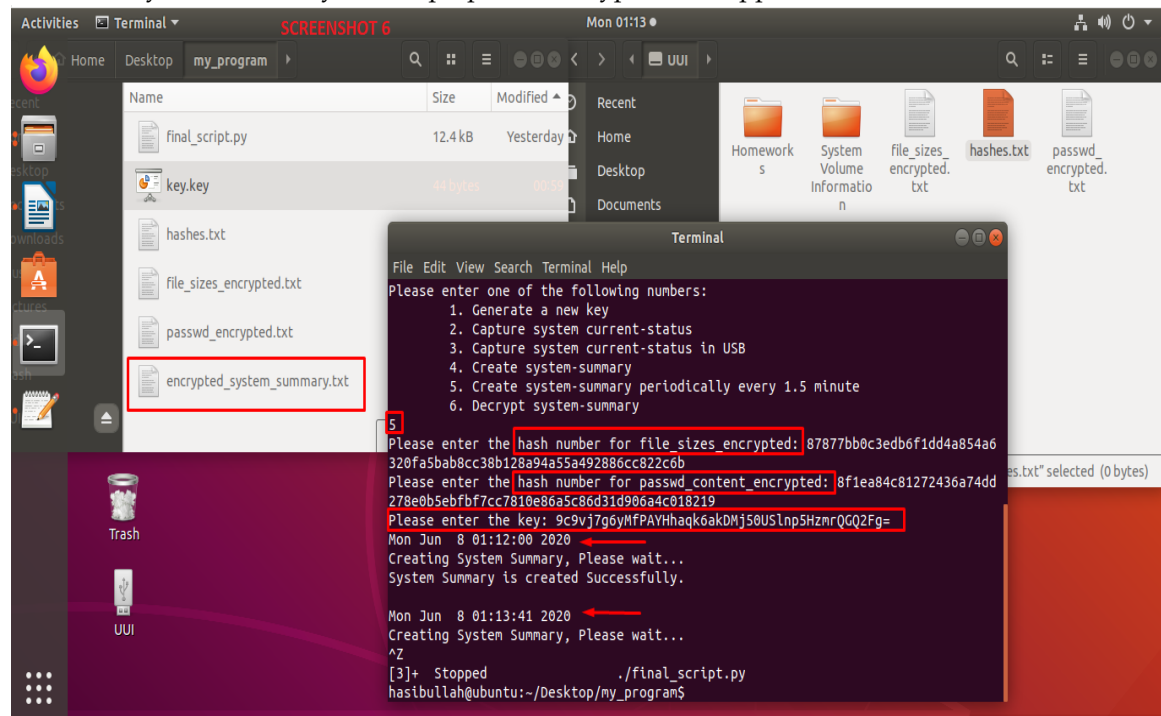 Activities Terminal Mon 01:13
SCREENSHOT 6
Home Desktop my_program
UUI
Name Size Modified
final_script.py 12.4 kB Yesterday
key.key 44 bytes
hashes.txt
file_sizes_encrypted.txt
passwd_encrypted.txt
encrypted_system_summary.txt
Recent
Home
Desktop
Documents
Homework
s
System
Volume
Informatio
n
file_sizes_
encrypted.
txt
hashes.txt
passwd_
encrypted.
txt
Terminal
File Edit View Search Terminal Help
Please enter one of the following numbers:
1. Generate a new key
2. Capture system current-status
3. Capture system current-status in USB
4. Create system-summary
5. Create system-summary periodically every 1.5 minute
6. Decrypt system-summary
5
Please enter the hash number for file_sizes_encrypted: 87877bb0c3edb6f1dd4a854a6
320fa5bab8cc38b128a94a55a492886cc822c6b
Please enter the hash number for passwd_content_encrypted: 8f1ea84c81272436a74dd
278e0b5ebfbf7cc7810e86a5c86d31d906a4c018219
Please enter the key: 9c9vj7g6yMfPAYHhaqk6akDMj50USlnp5HzmrQGQ2Fg=
Mon Jun 8 01:12:00 2020
Creating System Summary, Please wait...
System Summary is created Successfully.
Mon Jun 8 01:13:41 2020
Creating System Summary, Please wait...
^Z
[3]+ Stopped ./final_script.py
hasibullah@ubuntu:~/Desktop/my_program$
es.txt" selected (0 bytes)
Trash
UUI